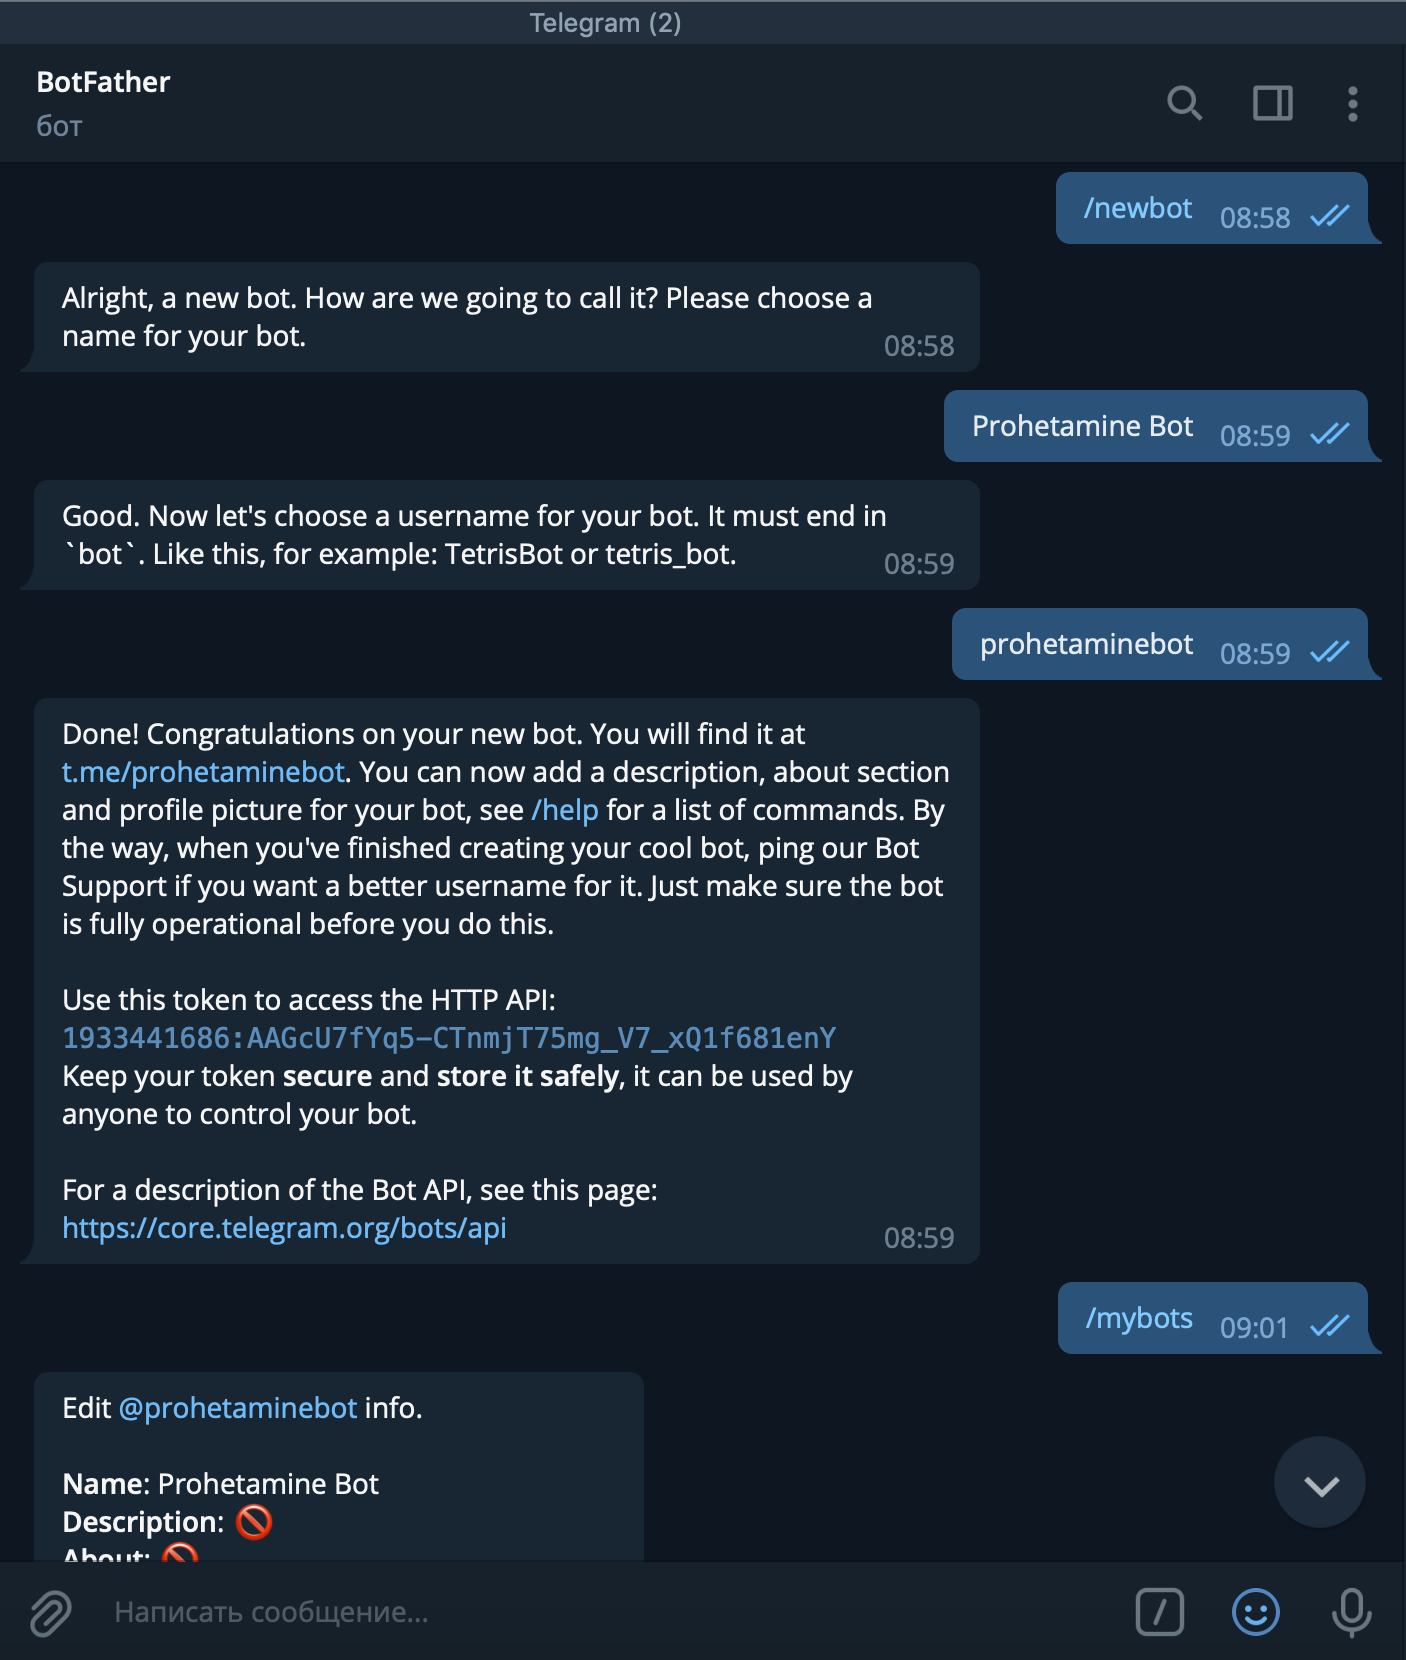 Telegram (2)
BotFather
бот
/newbot 08:58
Alright, a new bot. How are we going to call it? Please choose a
name for your bot.
08:58
Prohetamine Bot 08:59
Good. Now let's choose a username for your bot. It must end in
`bot`. Like this, for example: TetrisBot or tetris_bot.
08:59
prohetaminebot 08:59
Done! Congratulations on your new bot. You will find it at
t.me/prohetaminebot. You can now add a description, about section
and profile picture for your bot, see /help for a list of commands. By
the way, when you've finished creating your cool bot, ping our Bot
Support if you want a better username for it. Just make sure the bot
is fully operational before you do this.
Use this token to access the HTTP API:
1933441686:AAGcU7fYq5-CTnmjT75mg_V7_xQ1f681enY
Keep your token secure and store it safely, it can be used by
anyone to control your bot.
For a description of the Bot API, see this page:
https://core.telegram.org/bots/api
08:59
/mybots 09:01
Edit @prohetaminebot info.
Name: Prohetamine Bot
Description:
About:
Написать сообщение...